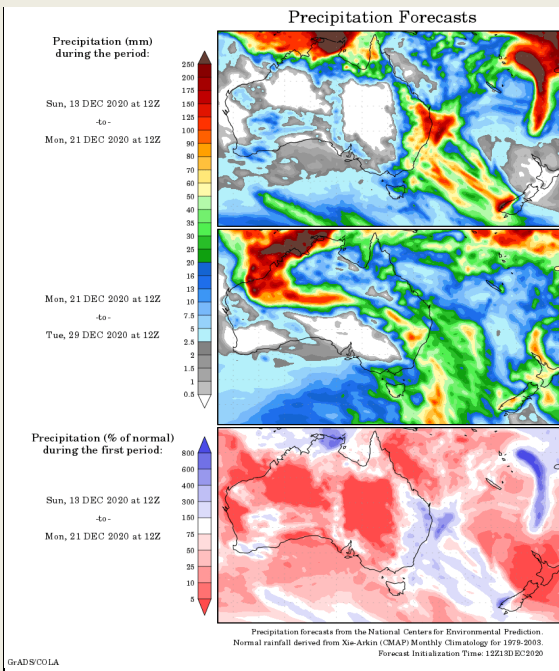 Precipitation Forecasts
Precipitation (mm)
during the period:
Sun, 13 DEC 2020 at 12Z
-to-
Mon, 21 DEC 2020 at 12Z
250
200
175
150
125
100
90
80
70
60
50
40
35
30
25
20
16
13
10
7.5
5
2.5
2
1.5
1
0.5
Mon, 21 DEC 2020 at 12Z
-to-
Tue, 29 DEC 2020 at 12Z
Precipitation (% of normal)
during the first period:
Sun, 13 DEC 2020 at 12Z
-to-
Mon, 21 DEC 2020 at 12Z
800
600
400
300
150
75
50
25
10
5
Precipitation forecasts from the National Centers for Environmental Prediction.
Normal rainfall derived from Xie-Arkin (CMAP) Monthly Climatology for 1979-2003.
Forecast Initialization Time: 12Z13DEC2020
GrADS/COLA